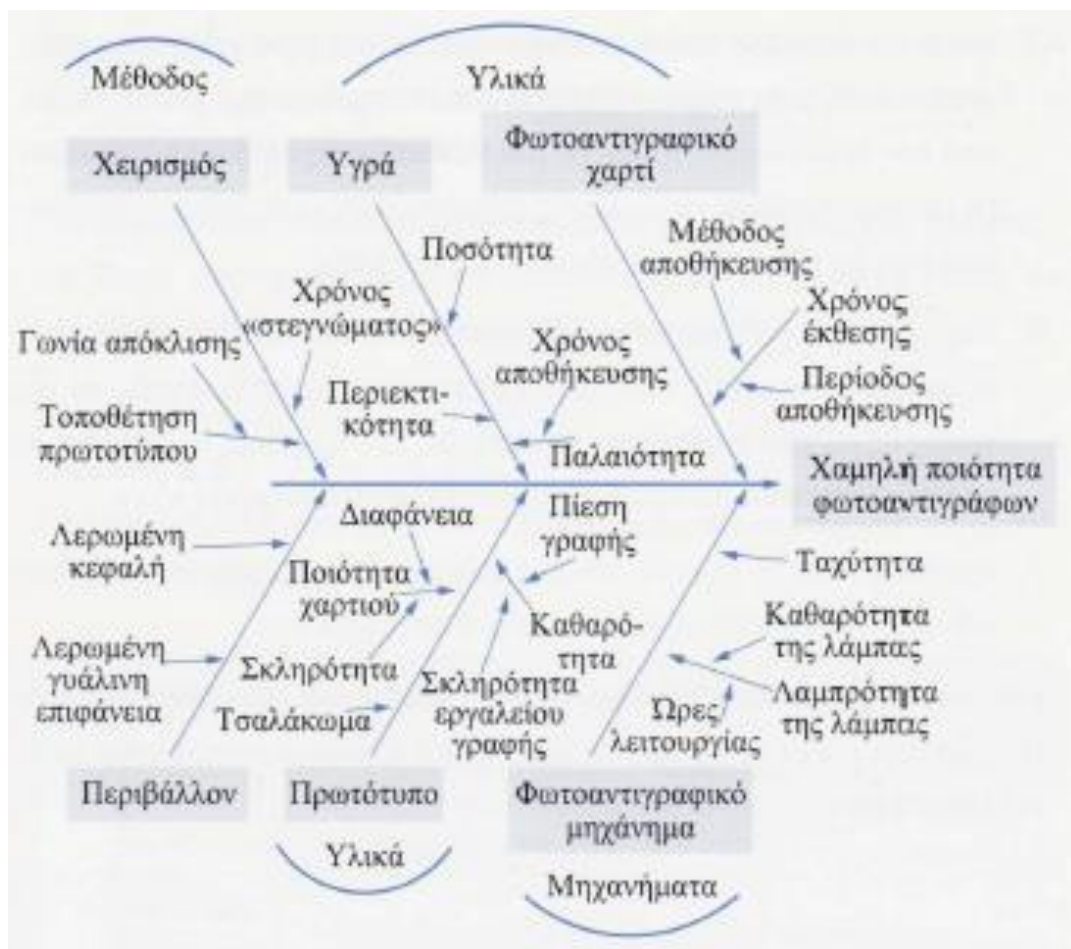 Μέθοδος
Υλικά
Χειρισμός
Υγρά
Φωτοαντιγραφικό
χαρτί
Ποσότητα
Μέθοδος
αποθήκευσης
Χρόνος
«στεγνώματος»
Χρόνος
έκθεσης
Γωνία απόκλισης
Χρόνος
αποθήκευσης
Περίοδος
αποθήκευσης
Περιεκτι-
κότητα
Τοποθέτηση
πρωτοτύπου
Παλαιότητα
Χαμηλή ποιότητα
φωτοαντιγράφων
Διαφάνεια
Πίεση
γραφής
Λερωμένη
κεφαλή
Ταχύτητα
Ποιότητα
χαρτιού
Καθαρό-
τητα
Καθαρότητα
της λάμπας
Λερωμένη
γυάλινη
επιφάνεια
Σκληρότητα
Σκληρότητα
εργαλείου
γραφής
Λαμπρότητα
της λάμπας
Τσαλάκωμα
Ώρες
λειτουργίας
Περιβάλλον
Πρωτότυπο
Φωτοαντιγραφικό
μηχάνημα
Υλικά
Μηχανήματα